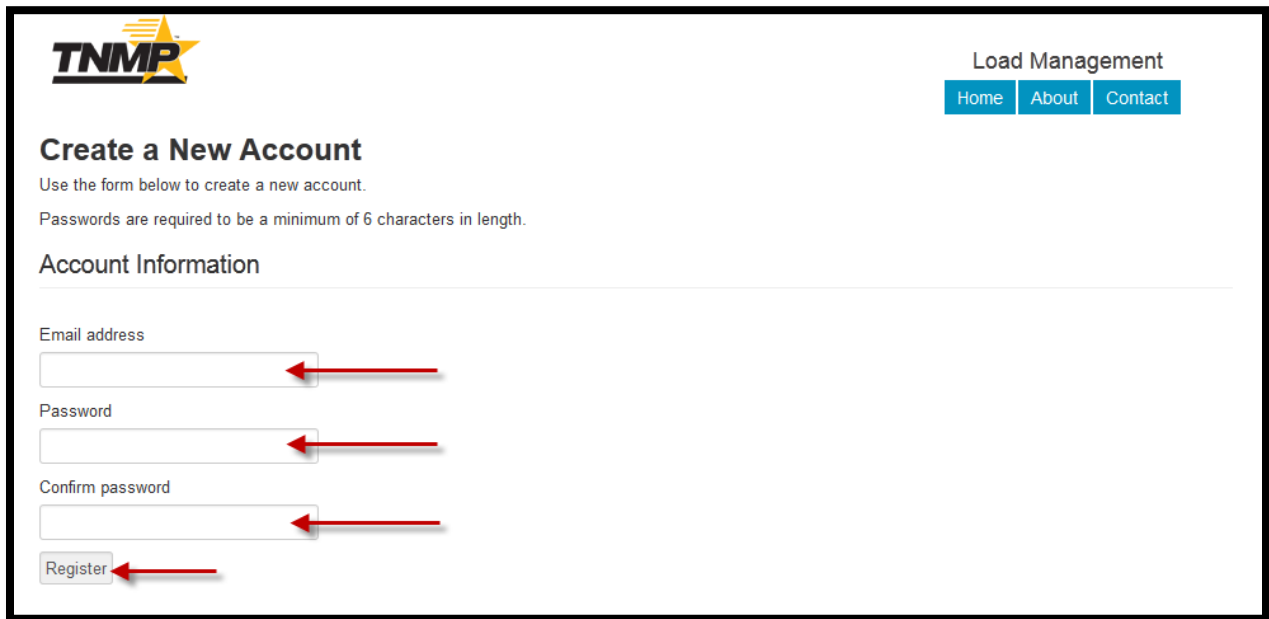 TNMP
Load Management
Home About Contact
Create a New Account
Use the form below to create a new account.
Passwords are required to be a minimum of 6 characters in length.
Account Information
Email address
Password
Confirm password
Register